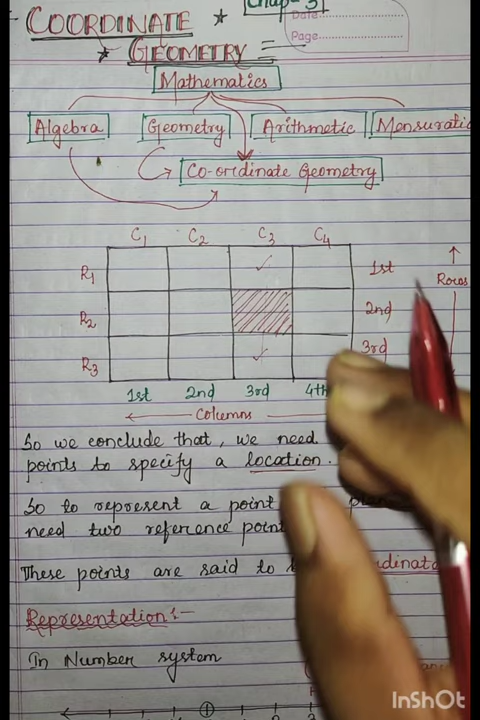 Chap-3
COORDINATE
Date:
Page
GEOMETRY =
Mathematics
Algebra Geometry Arithmetic
Co-ordinate Geometry
C1 C2 C3 C4
R1 1st
Rows
R2 2nd
R3 3rd
1st 2nd 3rd 4th
Columns
So we conclude that, we need
points to specify a location.
So to represent a point
need two reference
These points are said to
Representation:-
In Number system
InShOt